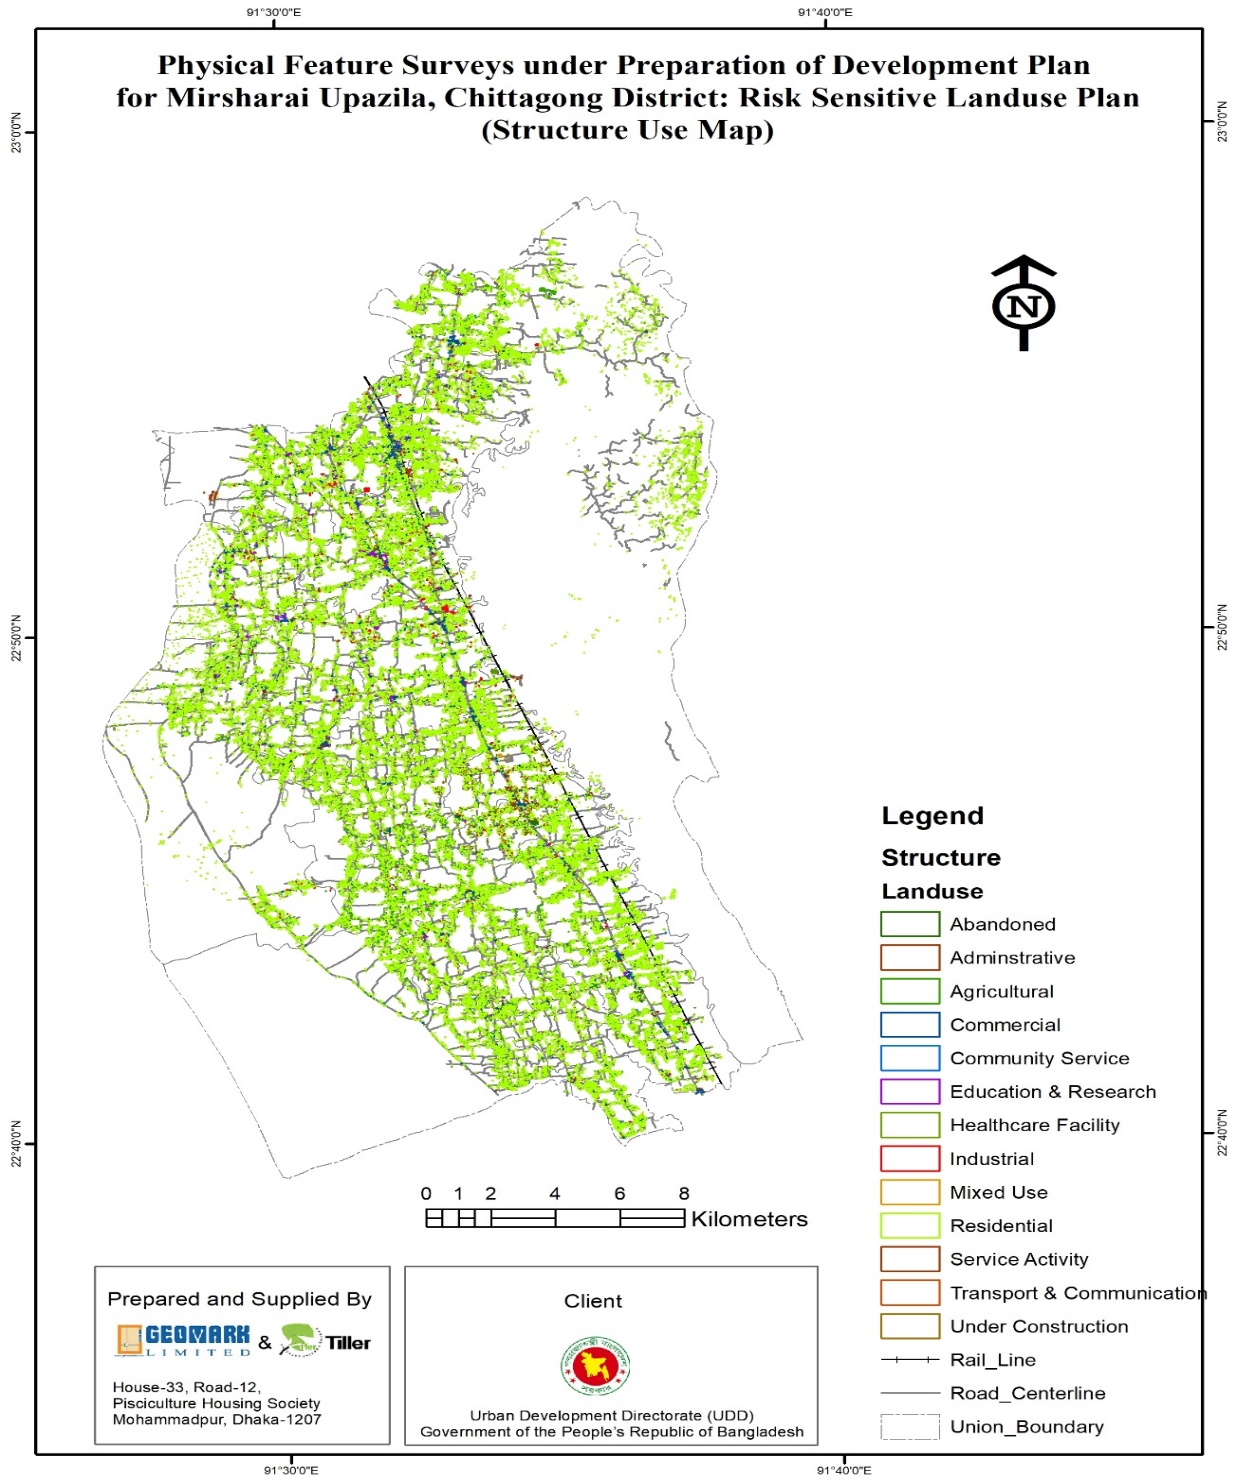 91°30'0"E
91°40'0"E
Physical Feature Surveys under Preparation of Development Plan
for Mirsharai Upazila, Chittagong District: Risk Sensitive Landuse Plan
(Structure Use Map)
23°0'0"N
23°0'0"N
N
22°50'0"N
22°50'0"N
Legend
Structure
Landuse
Abandoned
Adminstrative
Agricultural
Commercial
Community Service
Education & Research
Healthcare Facility
Industrial
Mixed Use
Residential
Service Activity
Transport & Communication
Under Construction
Rail_Line
Road_Centerline
Union_Boundary
22°40'0"N
22°40'0"N
0 1 2 4 6 8
Kilometers
Prepared and Supplied By
GEOMARK
LIMITED
&
Tiller
House-33, Road-12,
Pisciculture Housing Society
Mohammadpur, Dhaka-1207
Client
Urban Development Directorate (UDD)
Government of the People's Republic of Bangladesh
91°30'0"E
91°40'0"E